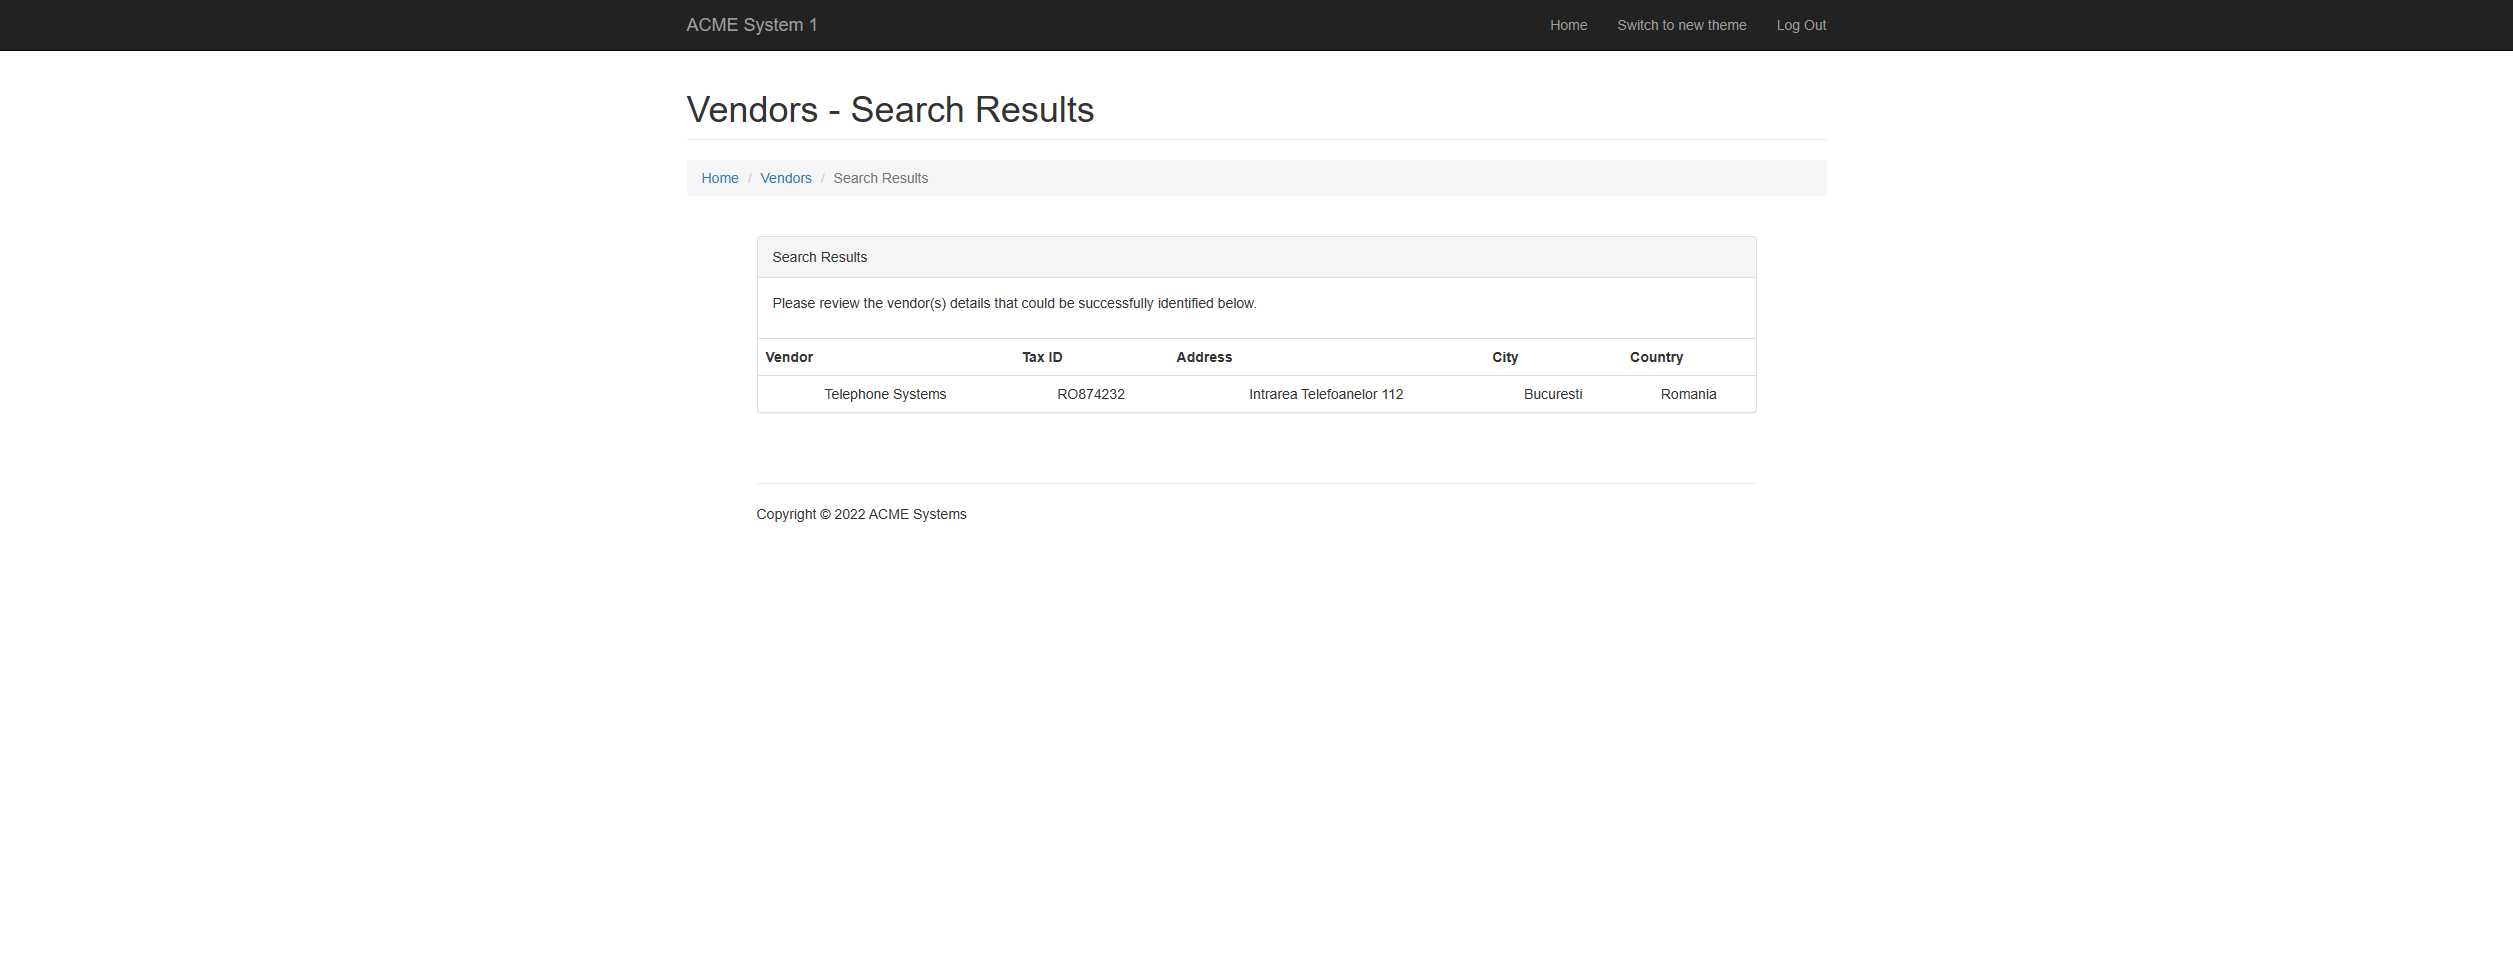 ACME System 1 Home Switch to new theme Log Out
Vendors - Search Results
Home / Vendors / Search Results
Search Results
Please review the vendor(s) details that could be successfully identified below.
Vendor Tax ID Address City Country
Telephone Systems RO874232 Intrarea Telefoanelor 112 Bucuresti Romania
Copyright © 2022 ACME Systems